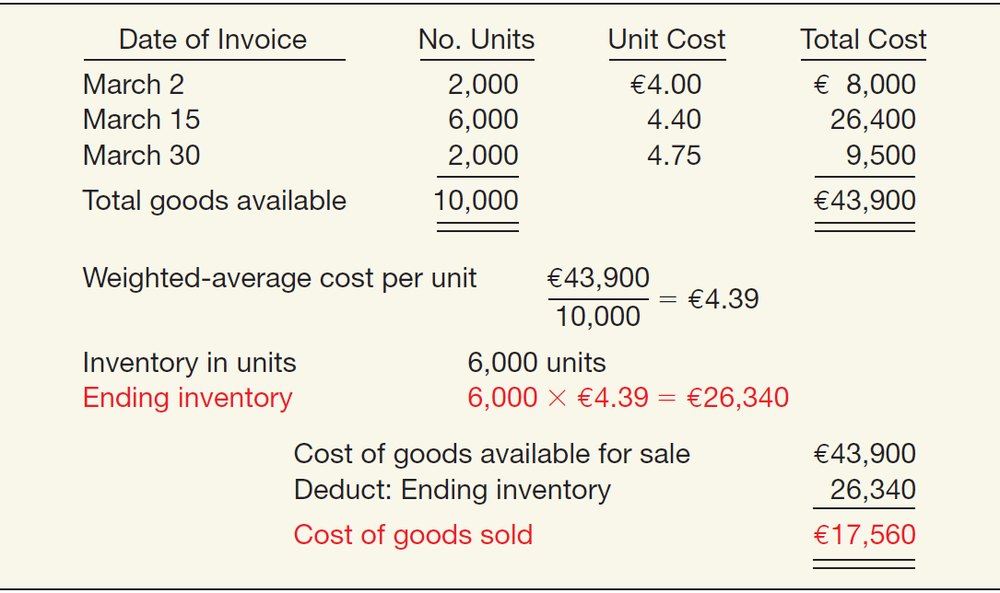 Date of Invoice No. Units Unit Cost Total Cost
March 2 2,000 €4.00 € 8,000
March 15 6,000 4.40 26,400
March 30 2,000 4.75 9,500
Total goods available 10,000 €43,900
Weighted-average cost per unit €43,900
10,000 = €4.39
Inventory in units 6,000 units
Ending inventory 6,000 × €4.39 = €26,340
Cost of goods available for sale €43,900
Deduct: Ending inventory 26,340
Cost of goods sold €17,560